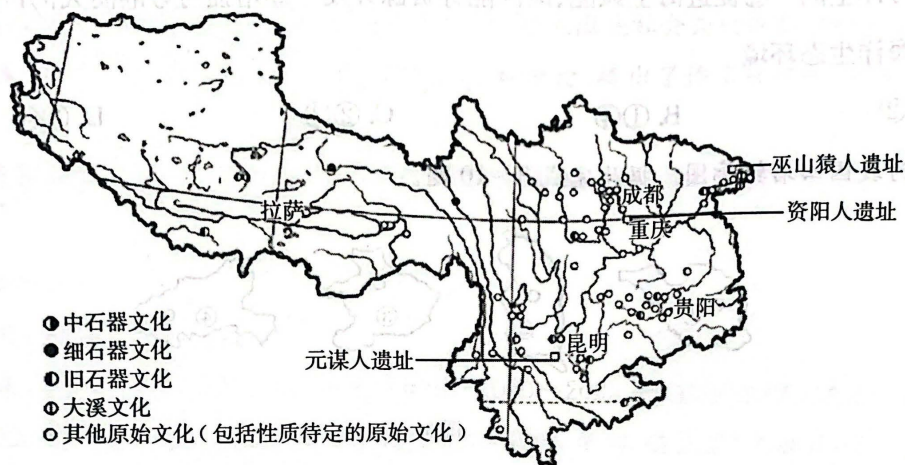 巫山猿人遗址
成都
资阳人遗址
拉萨
重庆
贵阳
昆明
元谋人遗址
中石器文化
细石器文化
旧石器文化
大溪文化
其他原始文化（包括性质待定的原始文化）